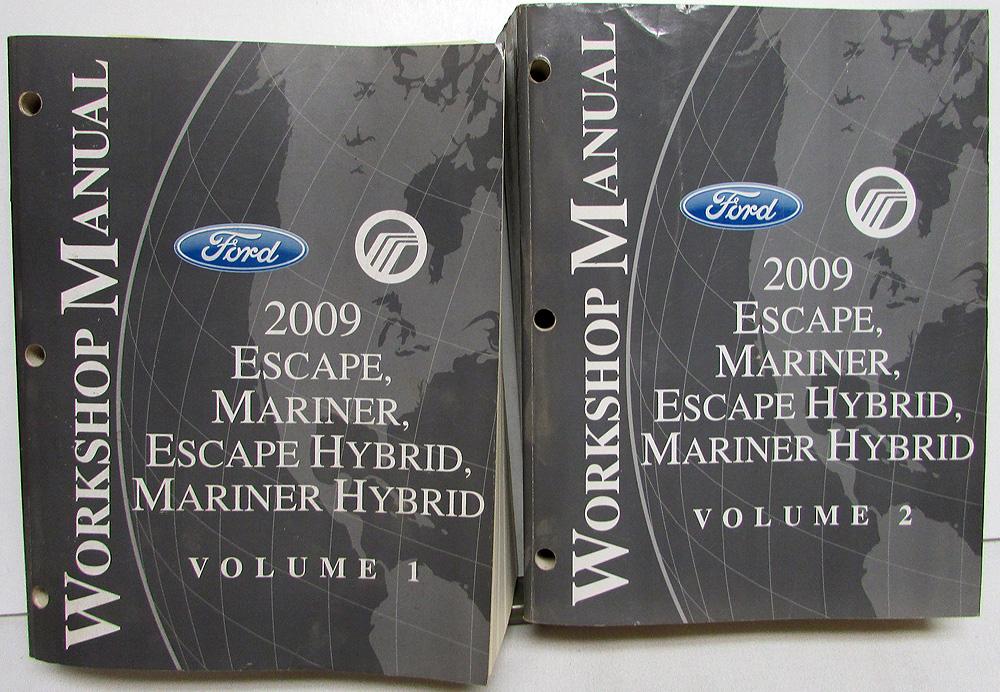 WORKSHOP MANUAL
Ford
2009
ESCAPE,
MARINER,
ESCAPE HYBRID,
MARINER HYBRID
VOLUME 1
WORKSHOP MANUAL
Ford
2009
ESCAPE,
MARINER,
ESCAPE HYBRID,
MARINER HYBRID
VOLUME 2